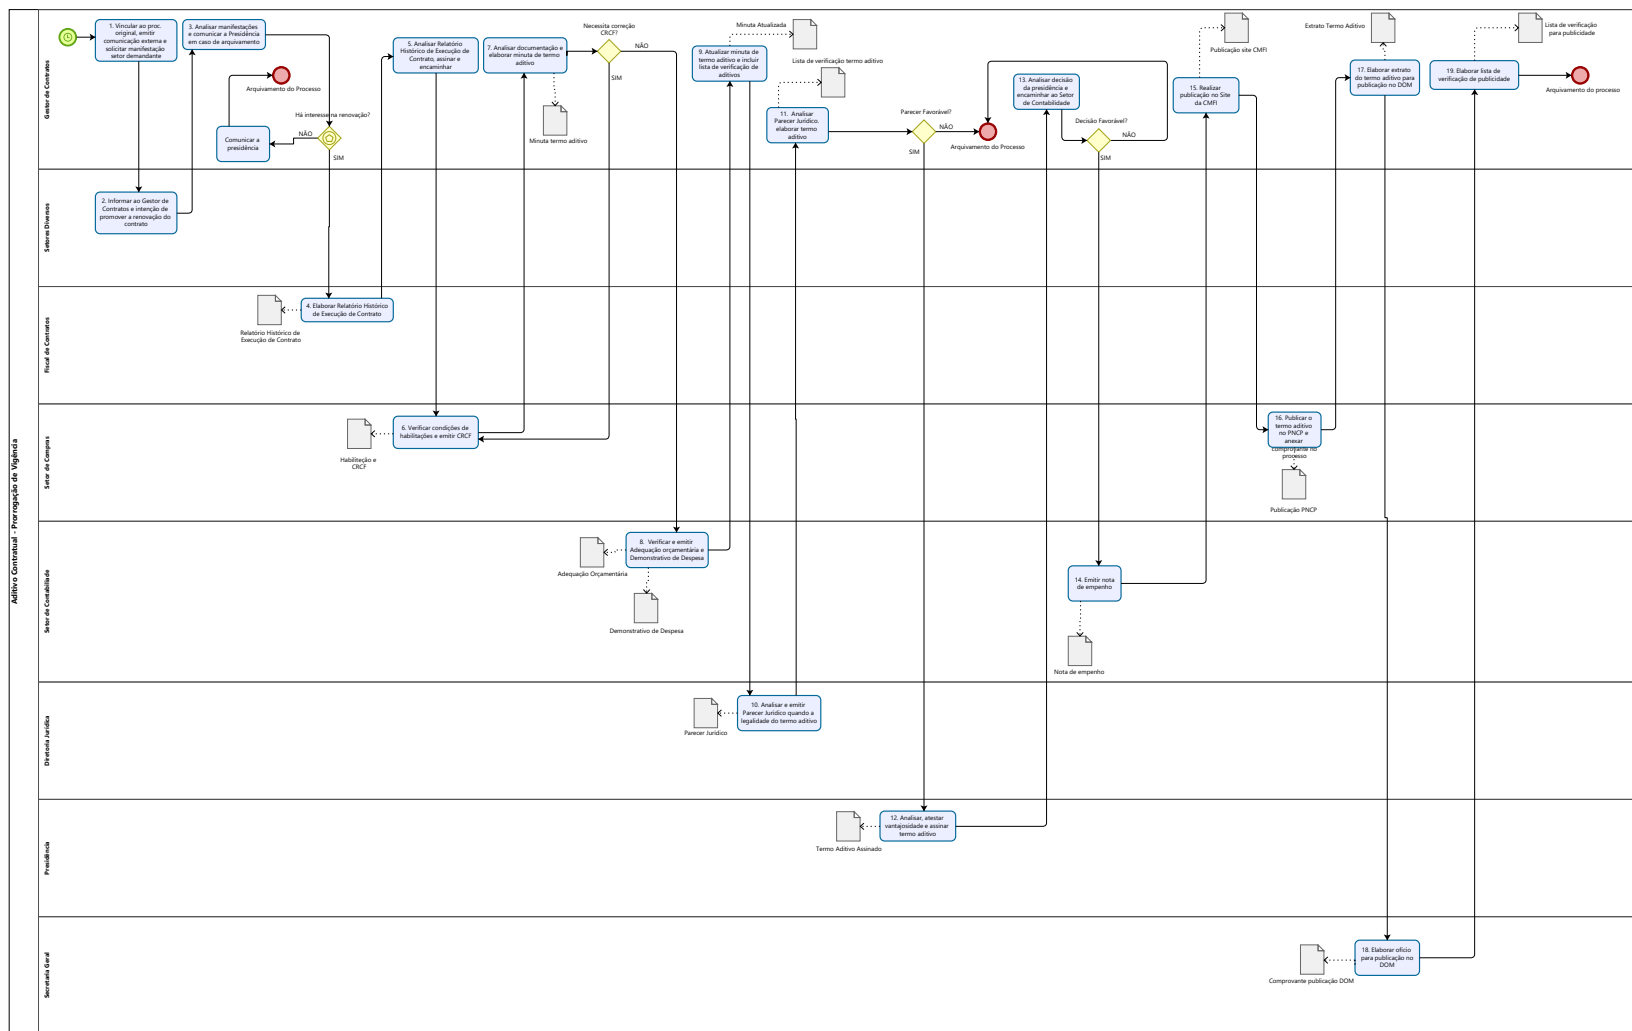 Aditivo Contratual - Prorrogação de Vigência
Gestor de Contratos
1. Vincular ao proc.
original, emitir
comunicação externa e
solicitar manifestação
setor demandante
3. Analisar manifestações
e comunicar a Presidência
em caso de arquivamento
Arquivamento do Processo
Há interesse na renovação?
NÃO
SIM
Comunicar a
presidência
5. Analisar Relatório
Histórico de Execução de
Contrato, assinar e
encaminhar
7. Analisar documentação e
elaborar minuta de termo
aditivo
Minuta termo aditivo
Necessita correção
CRCF?
NÃO
SIM
Minuta Atualizada
9. Atualizar minuta de
termo aditivo e incluir
lista de verificação de
aditivos
Lista de verificação termo aditivo
11. Analisar
Parecer Jurídico.
elaborar termo
aditivo
Parecer Favorável?
NÃO
SIM
Arquivamento do Processo
13. Analisar decisão
da presidência e
encaminhar ao Setor
de Contabilidade
Decisão Favorável?
NÃO
SIM
Publicação site CMFI
15. Realizar
publicação no Site
da CMFI
Extrato Termo Aditivo
17. Elaborar extrato
do termo aditivo para
publicação no DOM
Lista de verificação
para publicidade
19. Elaborar lista de
verificação de publicidade
Arquivamento do processo
Setores Diversos
2. Informar ao Gestor de
Contratos e intenção de
promover a renovação do
contrato
Fiscal de Contratos
4. Elaborar Relatório Histórico
de Execução de Contrato
Relatório Histórico de
Execução de Contrato
Setor de Compras
6. Verificar condições de
habilitações e emitir CRCF
Habiliteção e
CRCF
16. Publicar o
termo aditivo
no PNCP e
anexar
comprovante no
processo
Publicação PNCP
Setor de Contabiliade
8. Verificar e emitir
Adequação orçamentária e
Demonstrativo de Despesa
Adequação Orçamentária
Demonstrativo de Despesa
14. Emitir nota
de empenho
Nota de empenho
Diretoria Jurídica
10. Analisar e emitir
Parecer Jurídico quando a
legalidade do termo aditivo
Parecer Jurídico
Presidência
12. Analisar, atestar
vantajosidade e assinar
termo aditivo
Termo Aditivo Assinado
Secretaria Geral
18. Elaborar ofício
para publicação no
DOM
Comprovante publicação DOM